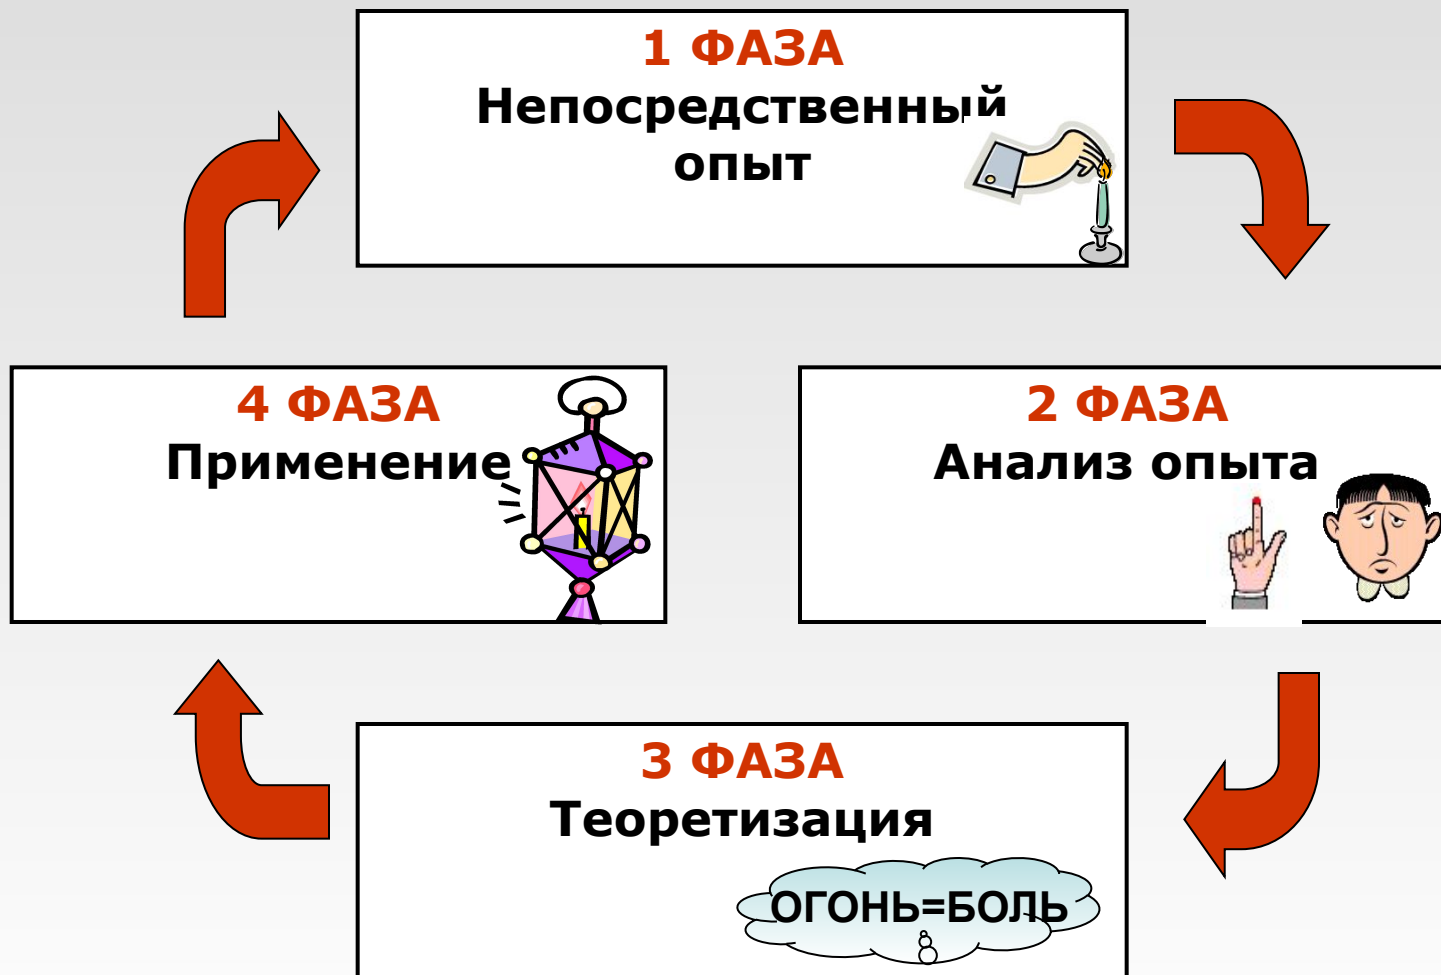 1 ФАЗА
Непосредственный
опыт
4 ФАЗА
Применение
2 ФАЗА
Анализ опыта
3 ФАЗА
Теоретизация
ОГОНЬ=БОЛЬ